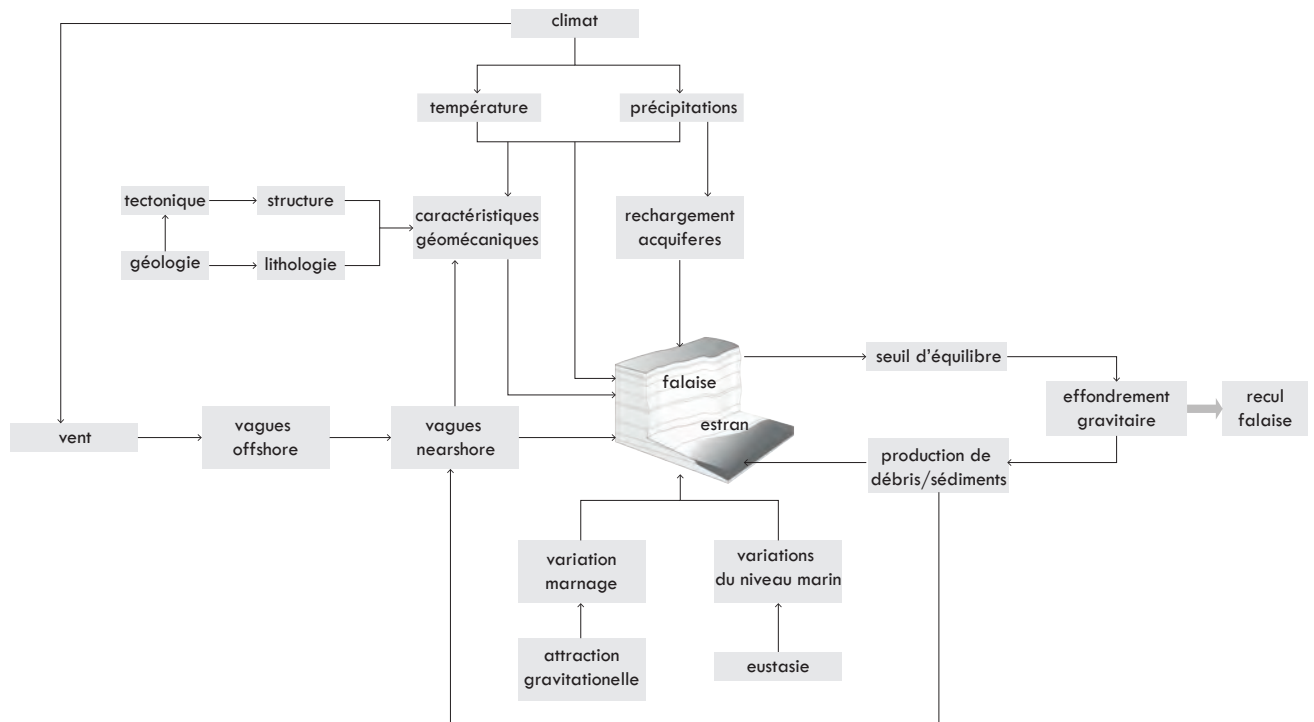 climat
température
précipitations
tectonique
structure
caractéristiques
géomécaniques
rechargement
acquiferes
géologie
lithologie
falaise
estran
seuil d'équilibre
effondrement
gravitaire
recul
falaise
vent
vagues
offshore
vagues
nearshore
production de
débris/sédiments
variation
marnage
variations
du niveau marin
attraction
gravitationelle
eustasie